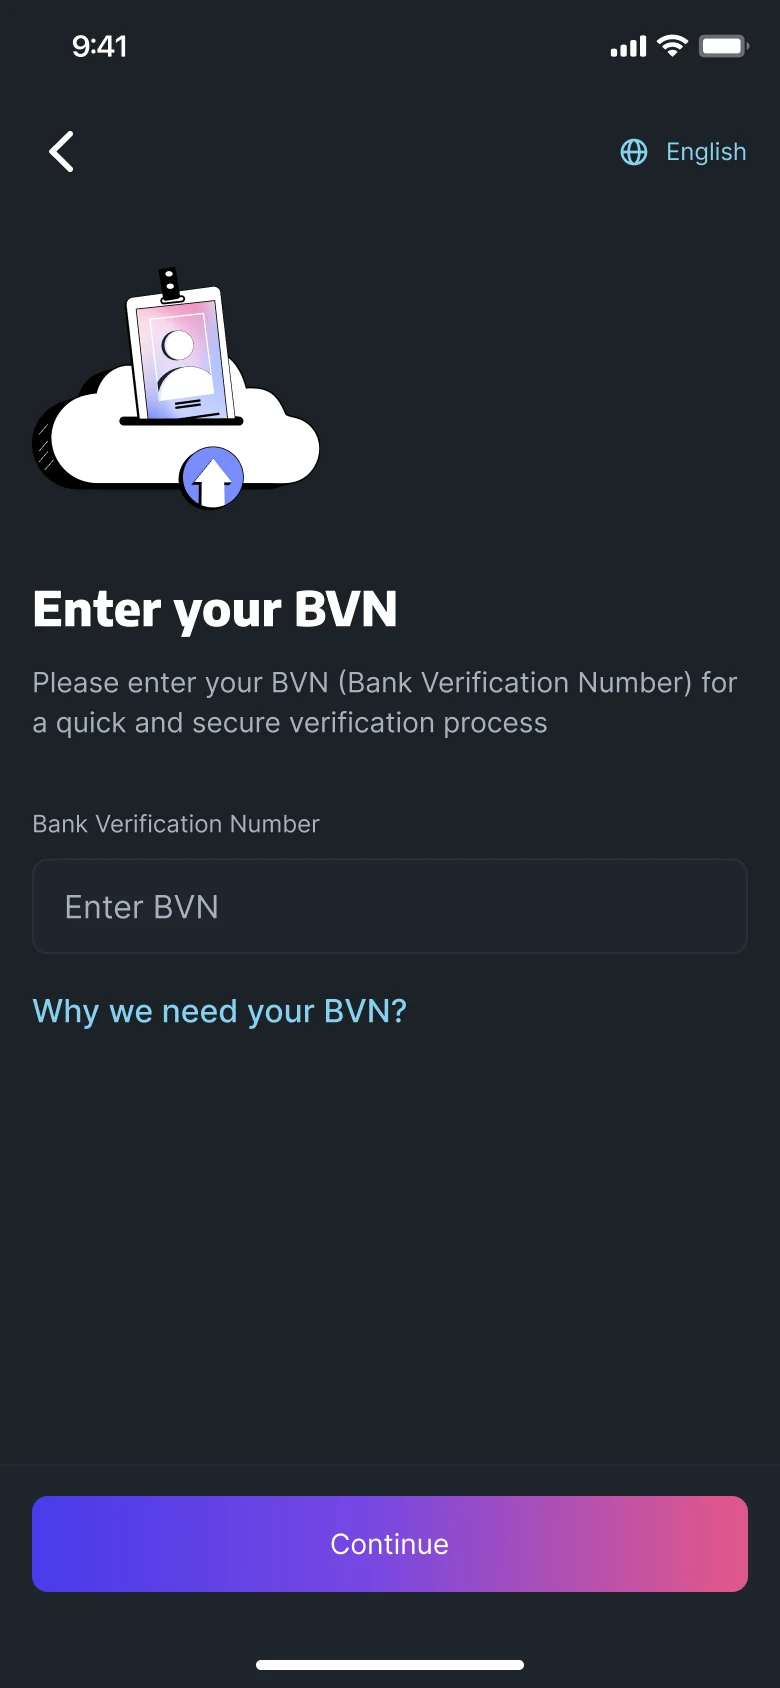 9:41
English
Enter your BVN
Please enter your BVN (Bank Verification Number) for
a quick and secure verification process
Bank Verification Number
Enter BVN
Why we need your BVN?
Continue